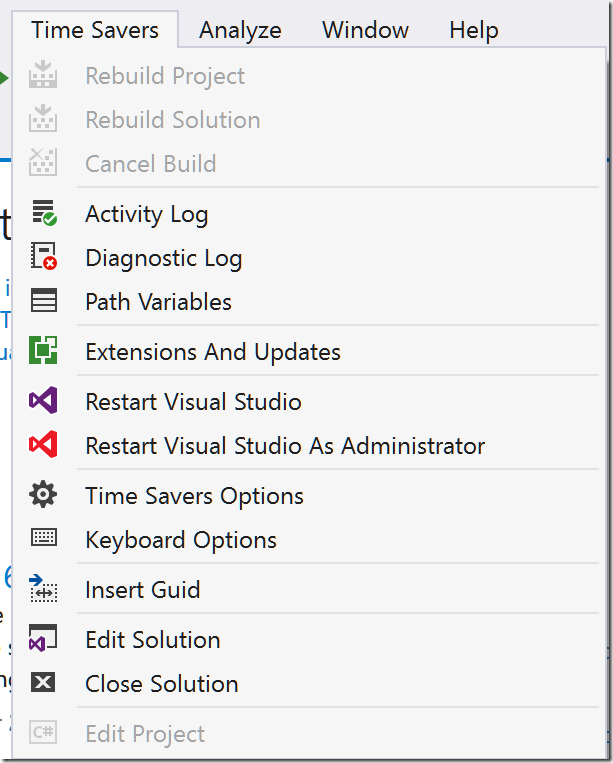 Time Savers Analyze Window Help
Rebuild Project
Rebuild Solution
Cancel Build
Activity Log
Diagnostic Log
Path Variables
Extensions And Updates
Restart Visual Studio
Restart Visual Studio As Administrator
Time Savers Options
Keyboard Options
Insert Guid
Edit Solution
Close Solution
C# Edit Project